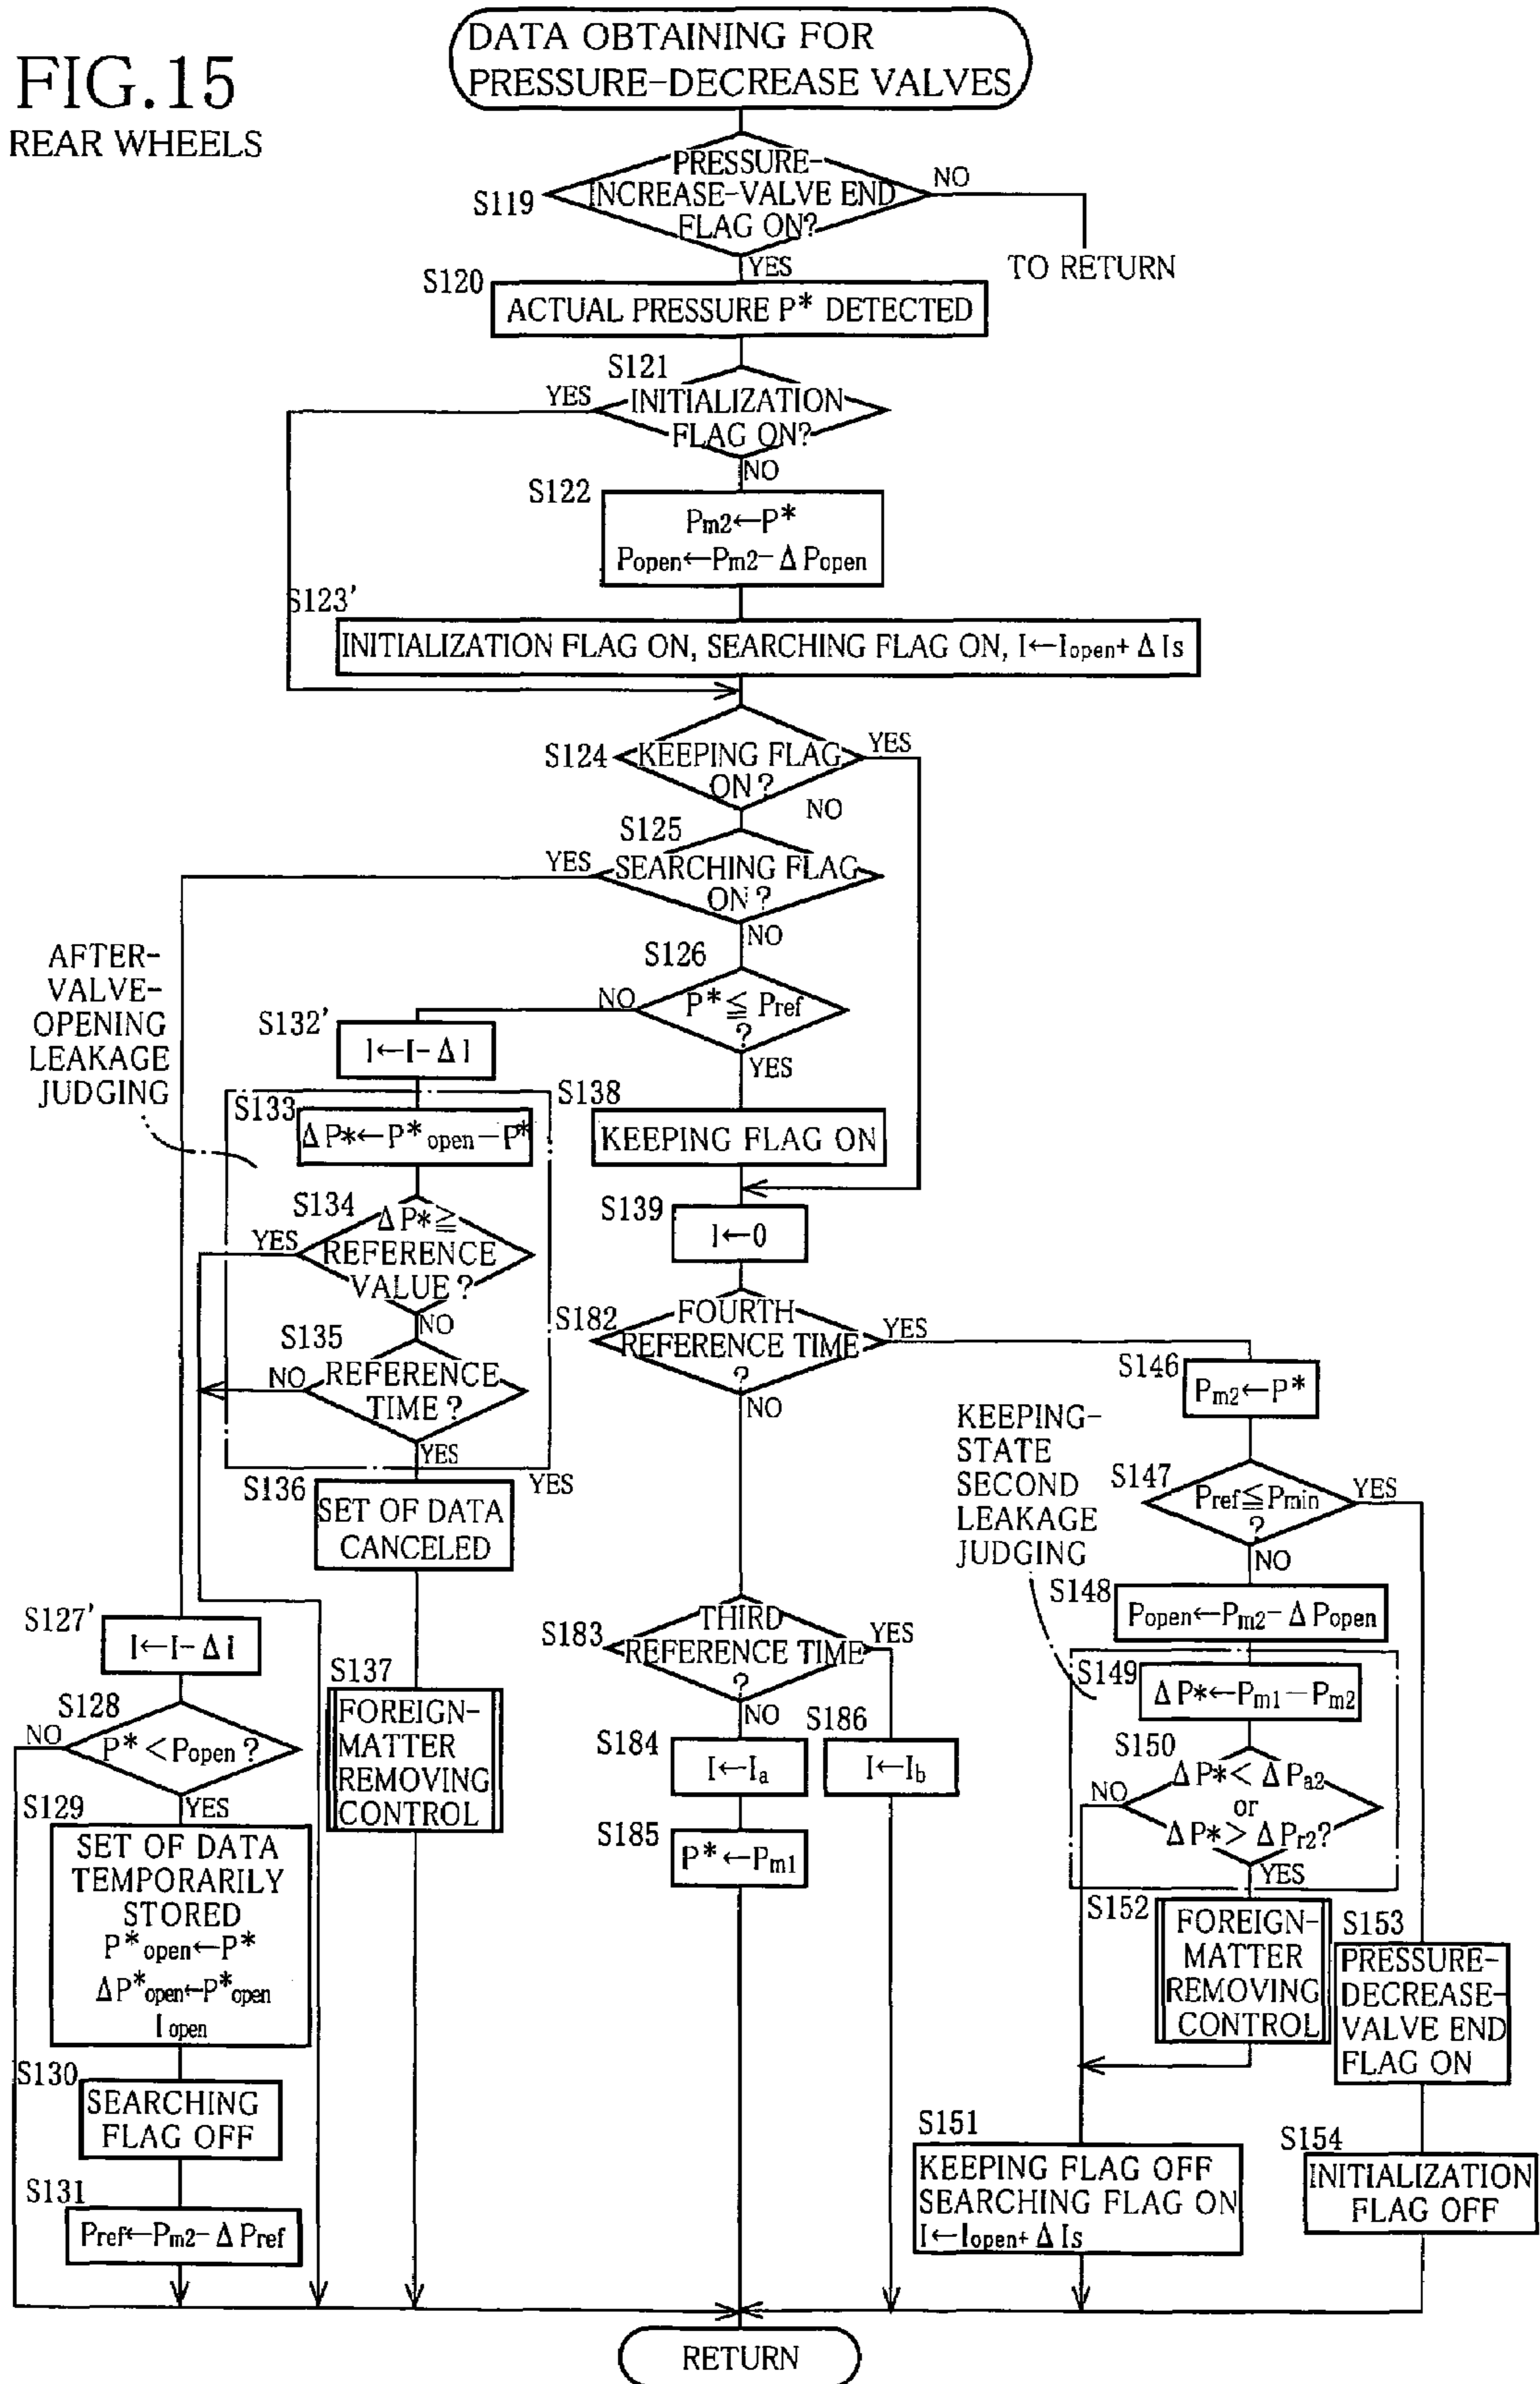 FIG.15
REAR WHEELS
DATA OBTAINING FOR
PRESSURE-DECREASE VALVES
S119
PRESSURE-
INCREASE-VALVE END
FLAG ON?
NO
TO RETURN
YES
S120
ACTUAL PRESSURE P* DETECTED
S121
YES
INITIALIZATION
FLAG ON?
NO
S122
Pm2←P*
Popen←Pm2-ΔPopen
S123'
INITIALIZATION FLAG ON, SEARCHING FLAG ON, I←Iopen+ΔIs
S124
KEEPING FLAG
ON?
YES
NO
S125
YES
SEARCHING FLAG
ON?
NO
S126
NO
P*≦Pref
?
YES
AFTER-
VALVE-
OPENING
LEAKAGE
JUDGING
S132'
I←I-ΔI
S133
ΔP*←P*open-P*
S134
YES
ΔP*≧
REFERENCE
VALUE?
NO
S135
NO
REFERENCE
TIME?
YES
YES
S136
SET OF DATA
CANCELED
S137
FOREIGN-
MATTER
REMOVING
CONTROL
S138
KEEPING FLAG ON
S139
I←0
S182
FOURTH
REFERENCE TIME
?
YES
NO
S183
THIRD
REFERENCE TIME
?
YES
NO
S184
I←Ia
S185
P*←Pm1
S186
I←Ib
S127'
I←I-ΔI
S128
NO
P*<Popen?
YES
S129
SET OF DATA
TEMPORARILY
STORED
P*open←P*
ΔP*open←P*open
Iopen
S130
SEARCHING
FLAG OFF
S131
Pref←Pm2-ΔPref
S146
Pm2←P*
KEEPING-
STATE
SECOND
LEAKAGE
JUDGING
S147
Pref≦Pmin
?
YES
NO
S148
Popen←Pm2-ΔPopen
S149
ΔP*←Pm1-Pm2
S150
NO
ΔP*<ΔPa2
or
ΔP*>ΔPr2?
YES
S152
FOREIGN-
MATTER
REMOVING
CONTROL
S153
PRESSURE-
DECREASE-
VALVE END
FLAG ON
S151
KEEPING FLAG OFF
SEARCHING FLAG ON
I←Iopen+ΔIs
S154
INITIALIZATION
FLAG OFF
RETURN